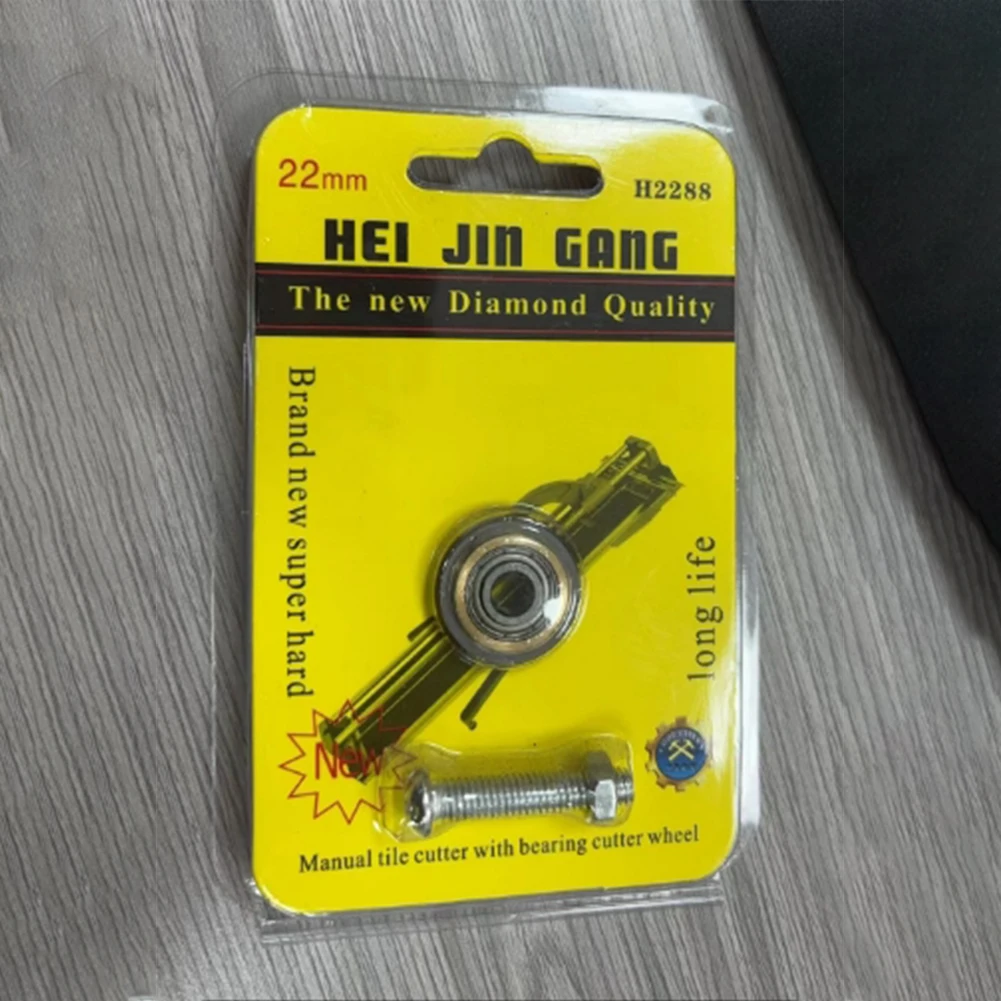 22mm
H2288
HEI JIN GANG
The new Diamond Quality
Brand new super hard
long life
New
Manual tile cutter with bearing cutter wheel